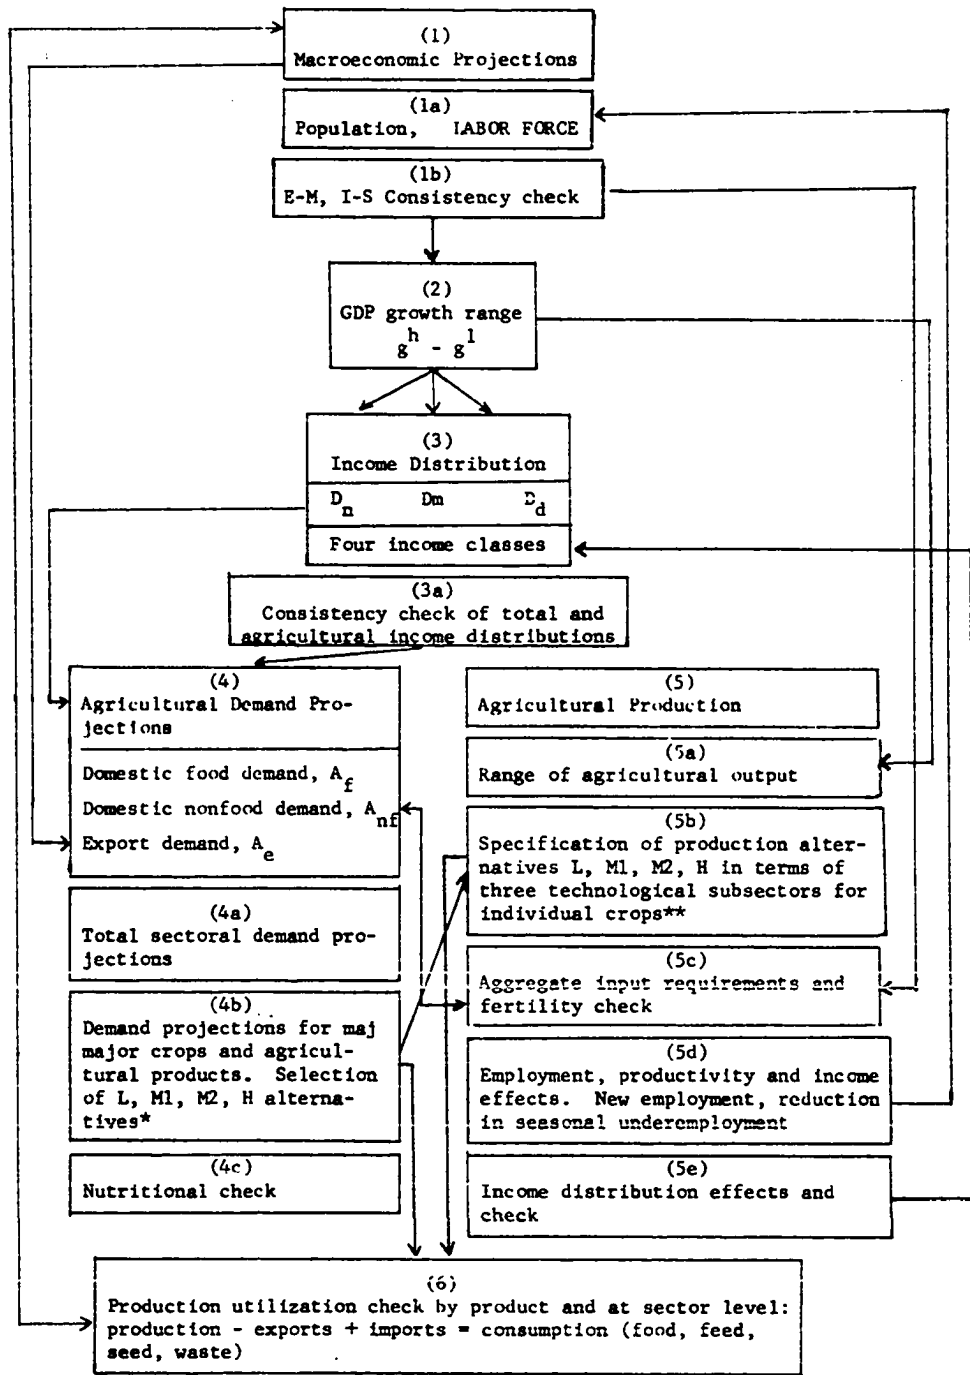 (1)
Macroeconomic Projections
(1a)
Population, LABOR FORCE
(1b)
E-M, I-S Consistency check
(2)
GDP growth range
g^h - g^l
(3)
Income Distribution
D_n Dm D_d
Four income classes
(3a)
Consistency check of total and
agricultural income distributions
(4)
Agricultural Demand Pro-
jections
Domestic food demand, A_f
Domestic nonfood demand, A_nf
Export demand, A_e
(4a)
Total sectoral demand pro-
jections
(4b)
Demand projections for maj
major crops and agricul-
tural products. Selection
of L, M1, M2, H alterna-
tives*
(4c)
Nutritional check
(5)
Agricultural Production
(5a)
Range of agricultural output
(5b)
Specification of production alter-
natives L, M1, M2, H in terms of
three technological subsectors for
individual crops**
(5c)
Aggregate input requirements and
fertility check
(5d)
Employment, productivity and income
effects. New employment, reduction
in seasonal underemployment
(5e)
Income distribution effects and
check
(6)
Production utilization check by product and at sector level:
production - exports + imports = consumption (food, feed,
seed, waste)